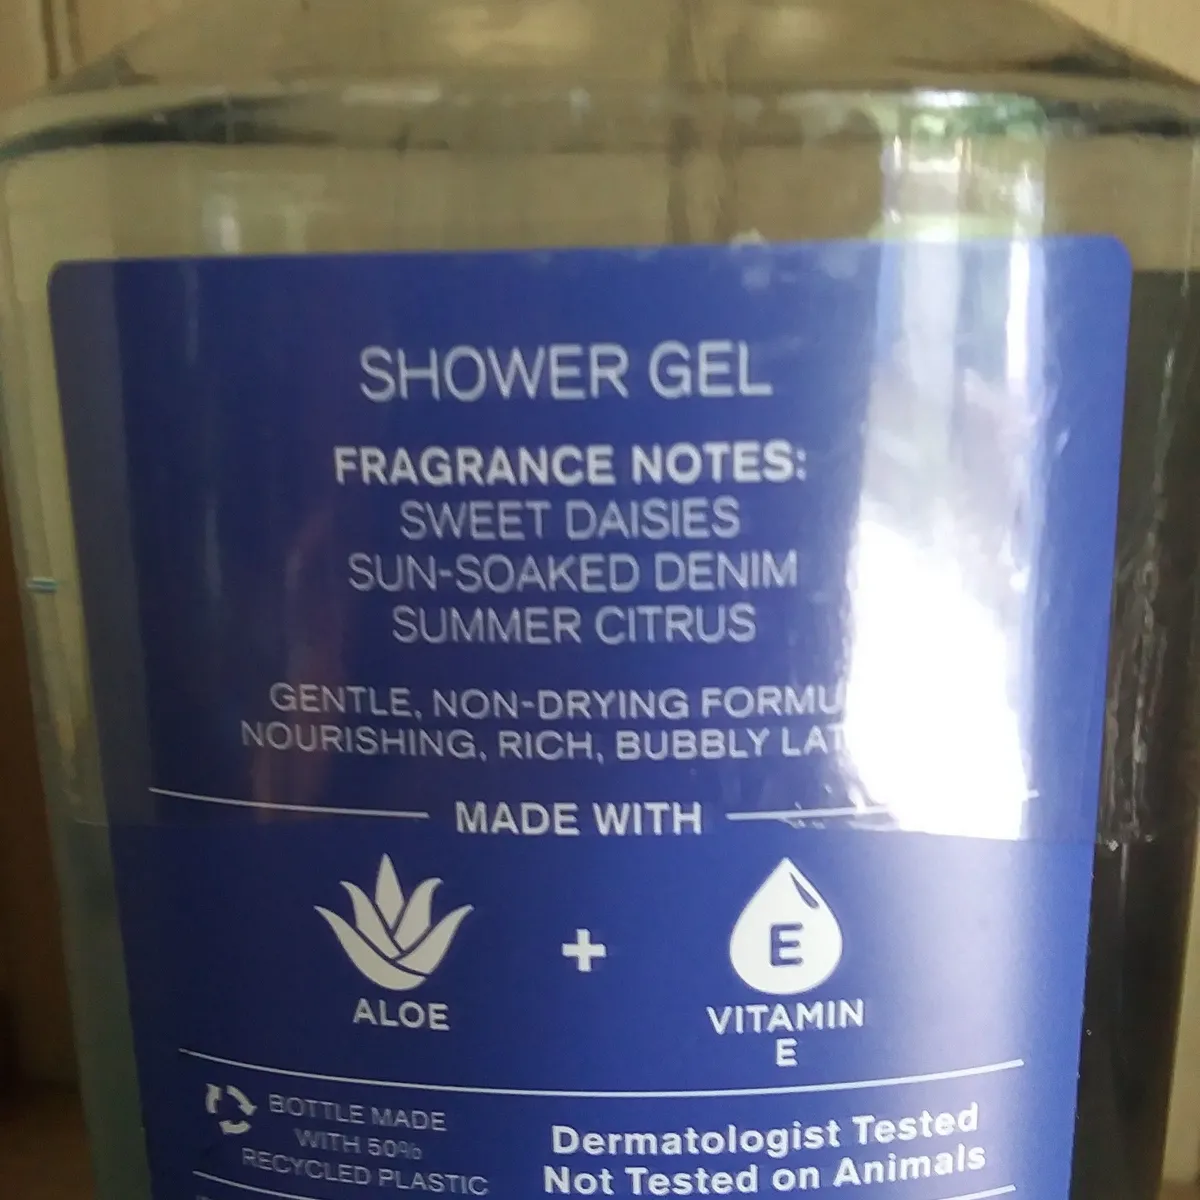 SHOWER GEL
FRAGRANCE NOTES:
SWEET DAISIES
SUN-SOAKED DENIM
SUMMER CITRUS
GENTLE, NON-DRYING
NOURISHING, RICH, BUBBLY
MADE WITH
ALOE
+
E
VITAMIN
E
BOTTLE MADE
WITH 50%
RECYCLED PLASTIC
Dermatologist Tested
Not Tested on Animals